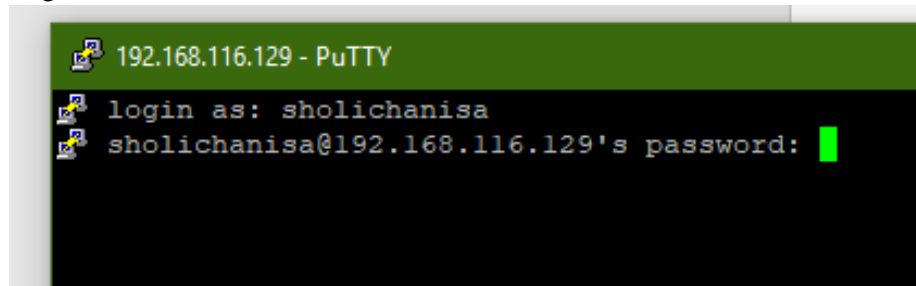 192.168.116.129 - PuTTY
login as: sholichanisa
sholichanisa@192.168.116.129's password: